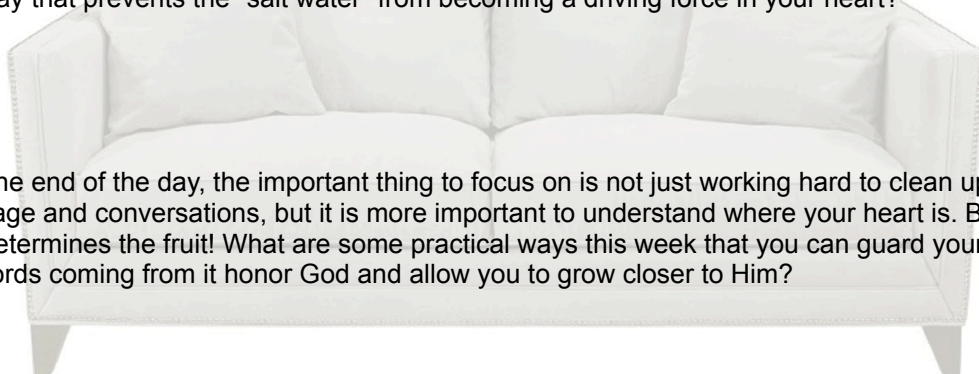 ay that prevents the "salt water" from becoming a driving force in your heart?
he end of the day, the important thing to focus on is not just working hard to clean up
age and conversations, but it is more important to understand where your heart is. B
etermines the fruit! What are some practical ways this week that you can guard your
ords coming from it honor God and allow you to grow closer to Him?